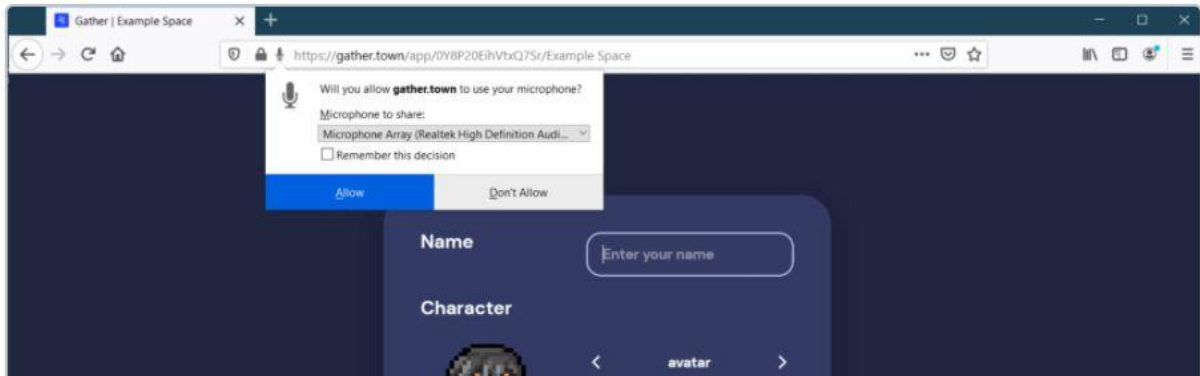 Gather | Example Space
https://gather.town/app/0Y8P20EihVtxQ7Sr/Example Space
Will you allow gather.town to use your microphone?
Microphone to share:
Microphone Array (Realtek High Definition Audi...
Remember this decision
Allow Don't Allow
Name Enter your name
Character
avatar